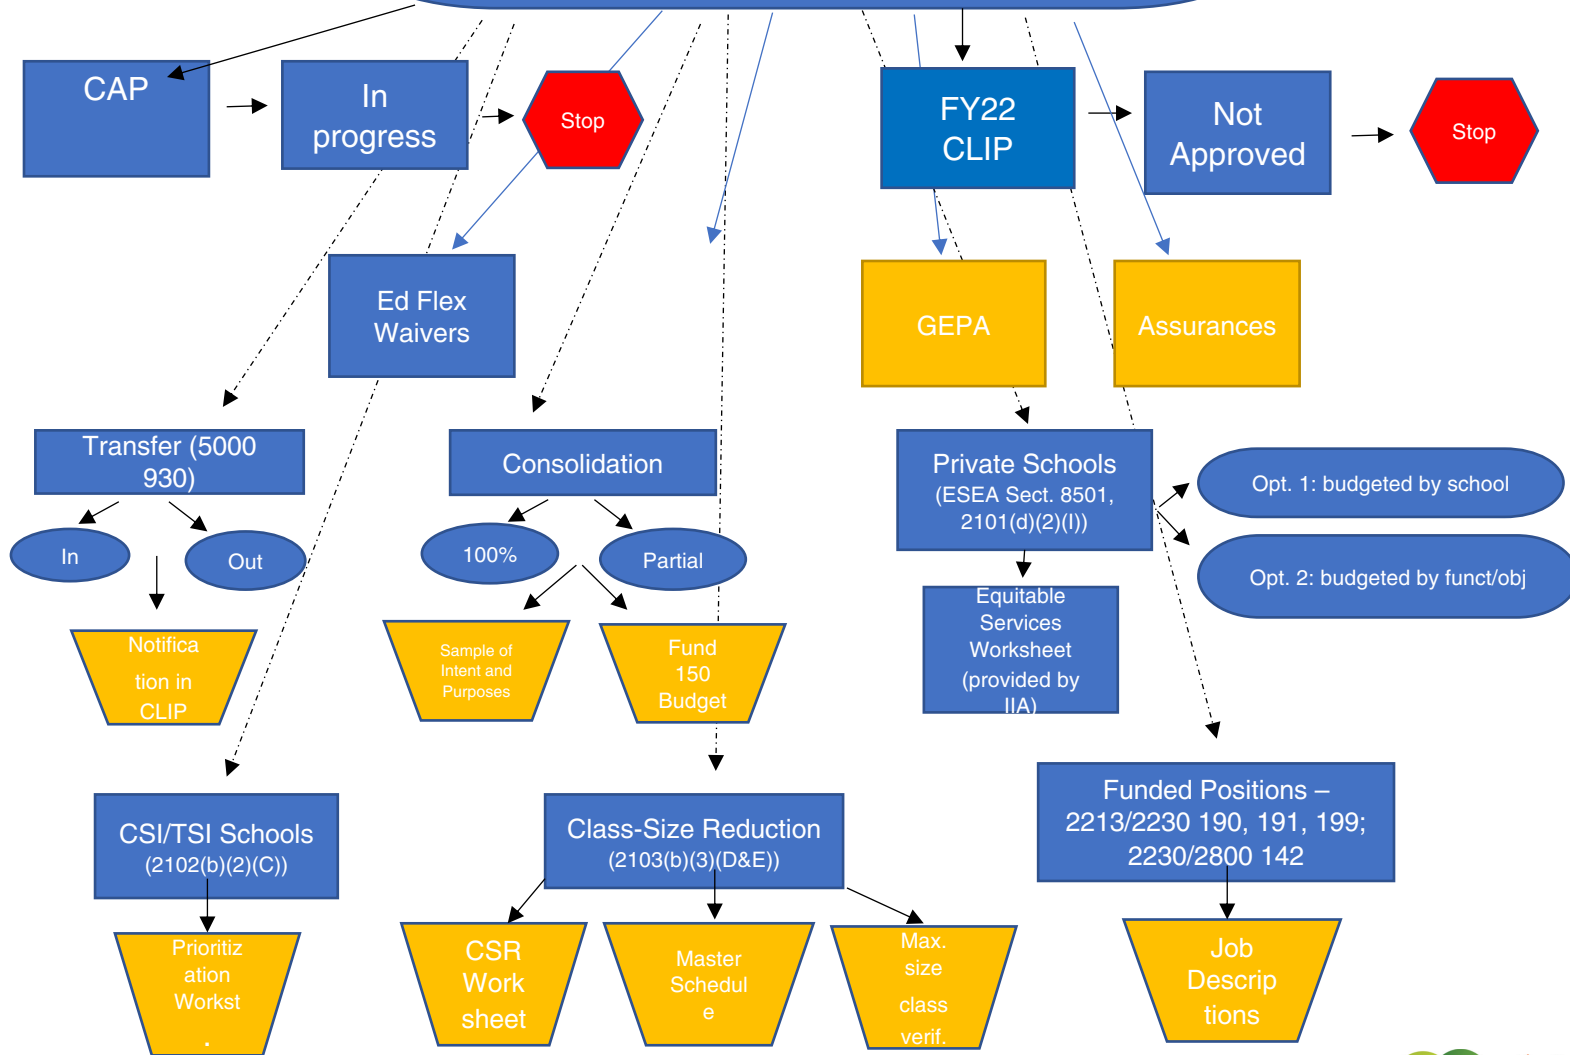 CAP
In
progress
Stop
FY22
CLIP
Not
Approved
Stop
Ed Flex
Waivers
GEPA
Assurances
Transfer (5000
930)
Consolidation
Private Schools
(ESEA Sect. 8501,
2101(d)(2)(I))
Opt. 1: budgeted by school
In
Out
100%
Partial
Opt. 2: budgeted by funct/obj
Notifica
tion in
CLIP
Sample of
Intent and
Purposes
Fund
150
Budget
Equitable
Services
Worksheet
(provided by
IIA)
CSI/TSI Schools
(2102(b)(2)(C))
Class-Size Reduction
(2103(b)(3)(D&E))
Funded Positions –
2213/2230 190, 191, 199;
2230/2800 142
Prioritiz
ation
Workst
.
CSR
Work
sheet
Master
Schedul
e
Max.
size
class
verif.
Job
Descrip
tions